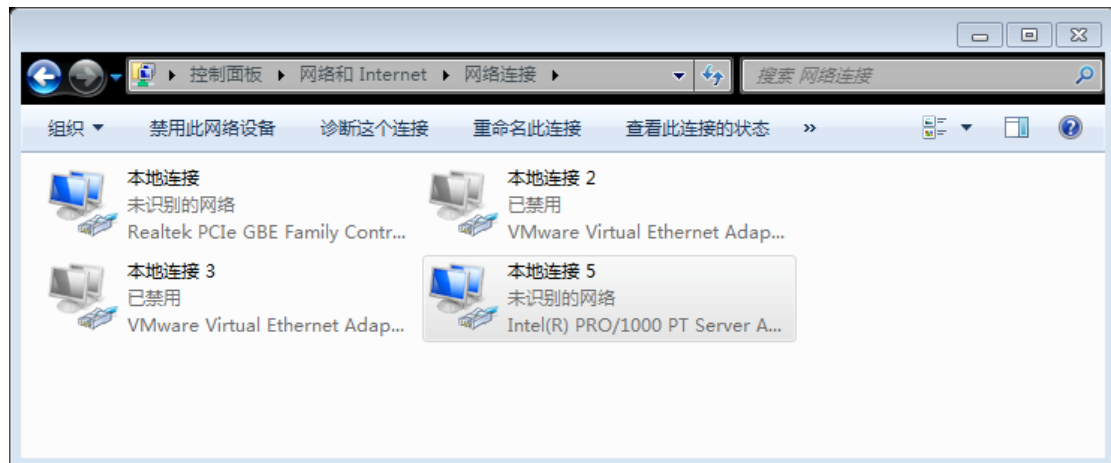 控制面板 网络和 Internet 网络连接 搜索 网络连接
组织 禁用此网络设备 诊断这个连接 重命名此连接 查看此连接的状态 »
本地连接
未识别的网络
Realtek PCIe GBE Family Contr...
本地连接 2
已禁用
VMware Virtual Ethernet Adap...
本地连接 3
已禁用
VMware Virtual Ethernet Adap...
本地连接 5
未识别的网络
Intel(R) PRO/1000 PT Server A...